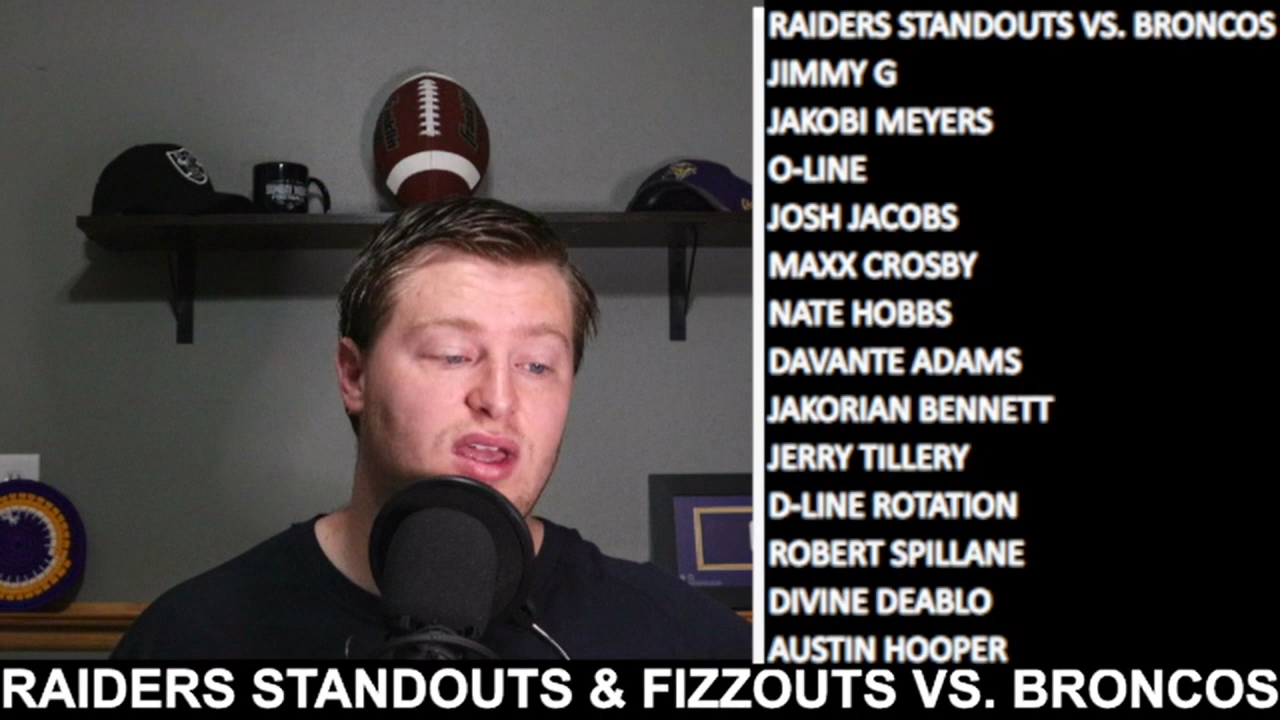 RAIDERS STANDOUTS VS. BRONCOS
JIMMY G
JAKOBI MEYERS
O-LINE
JOSH JACOBS
MAXX CROSBY
NATE HOBBS
DAVANTE ADAMS
JAKORIAN BENNETT
JERRY TILLERY
D-LINE ROTATION
ROBERT SPILLANE
DIVINE DEABLO
AUSTIN HOOPER
RAIDERS STANDOUTS & FIZZOUTS VS. BRONCOS